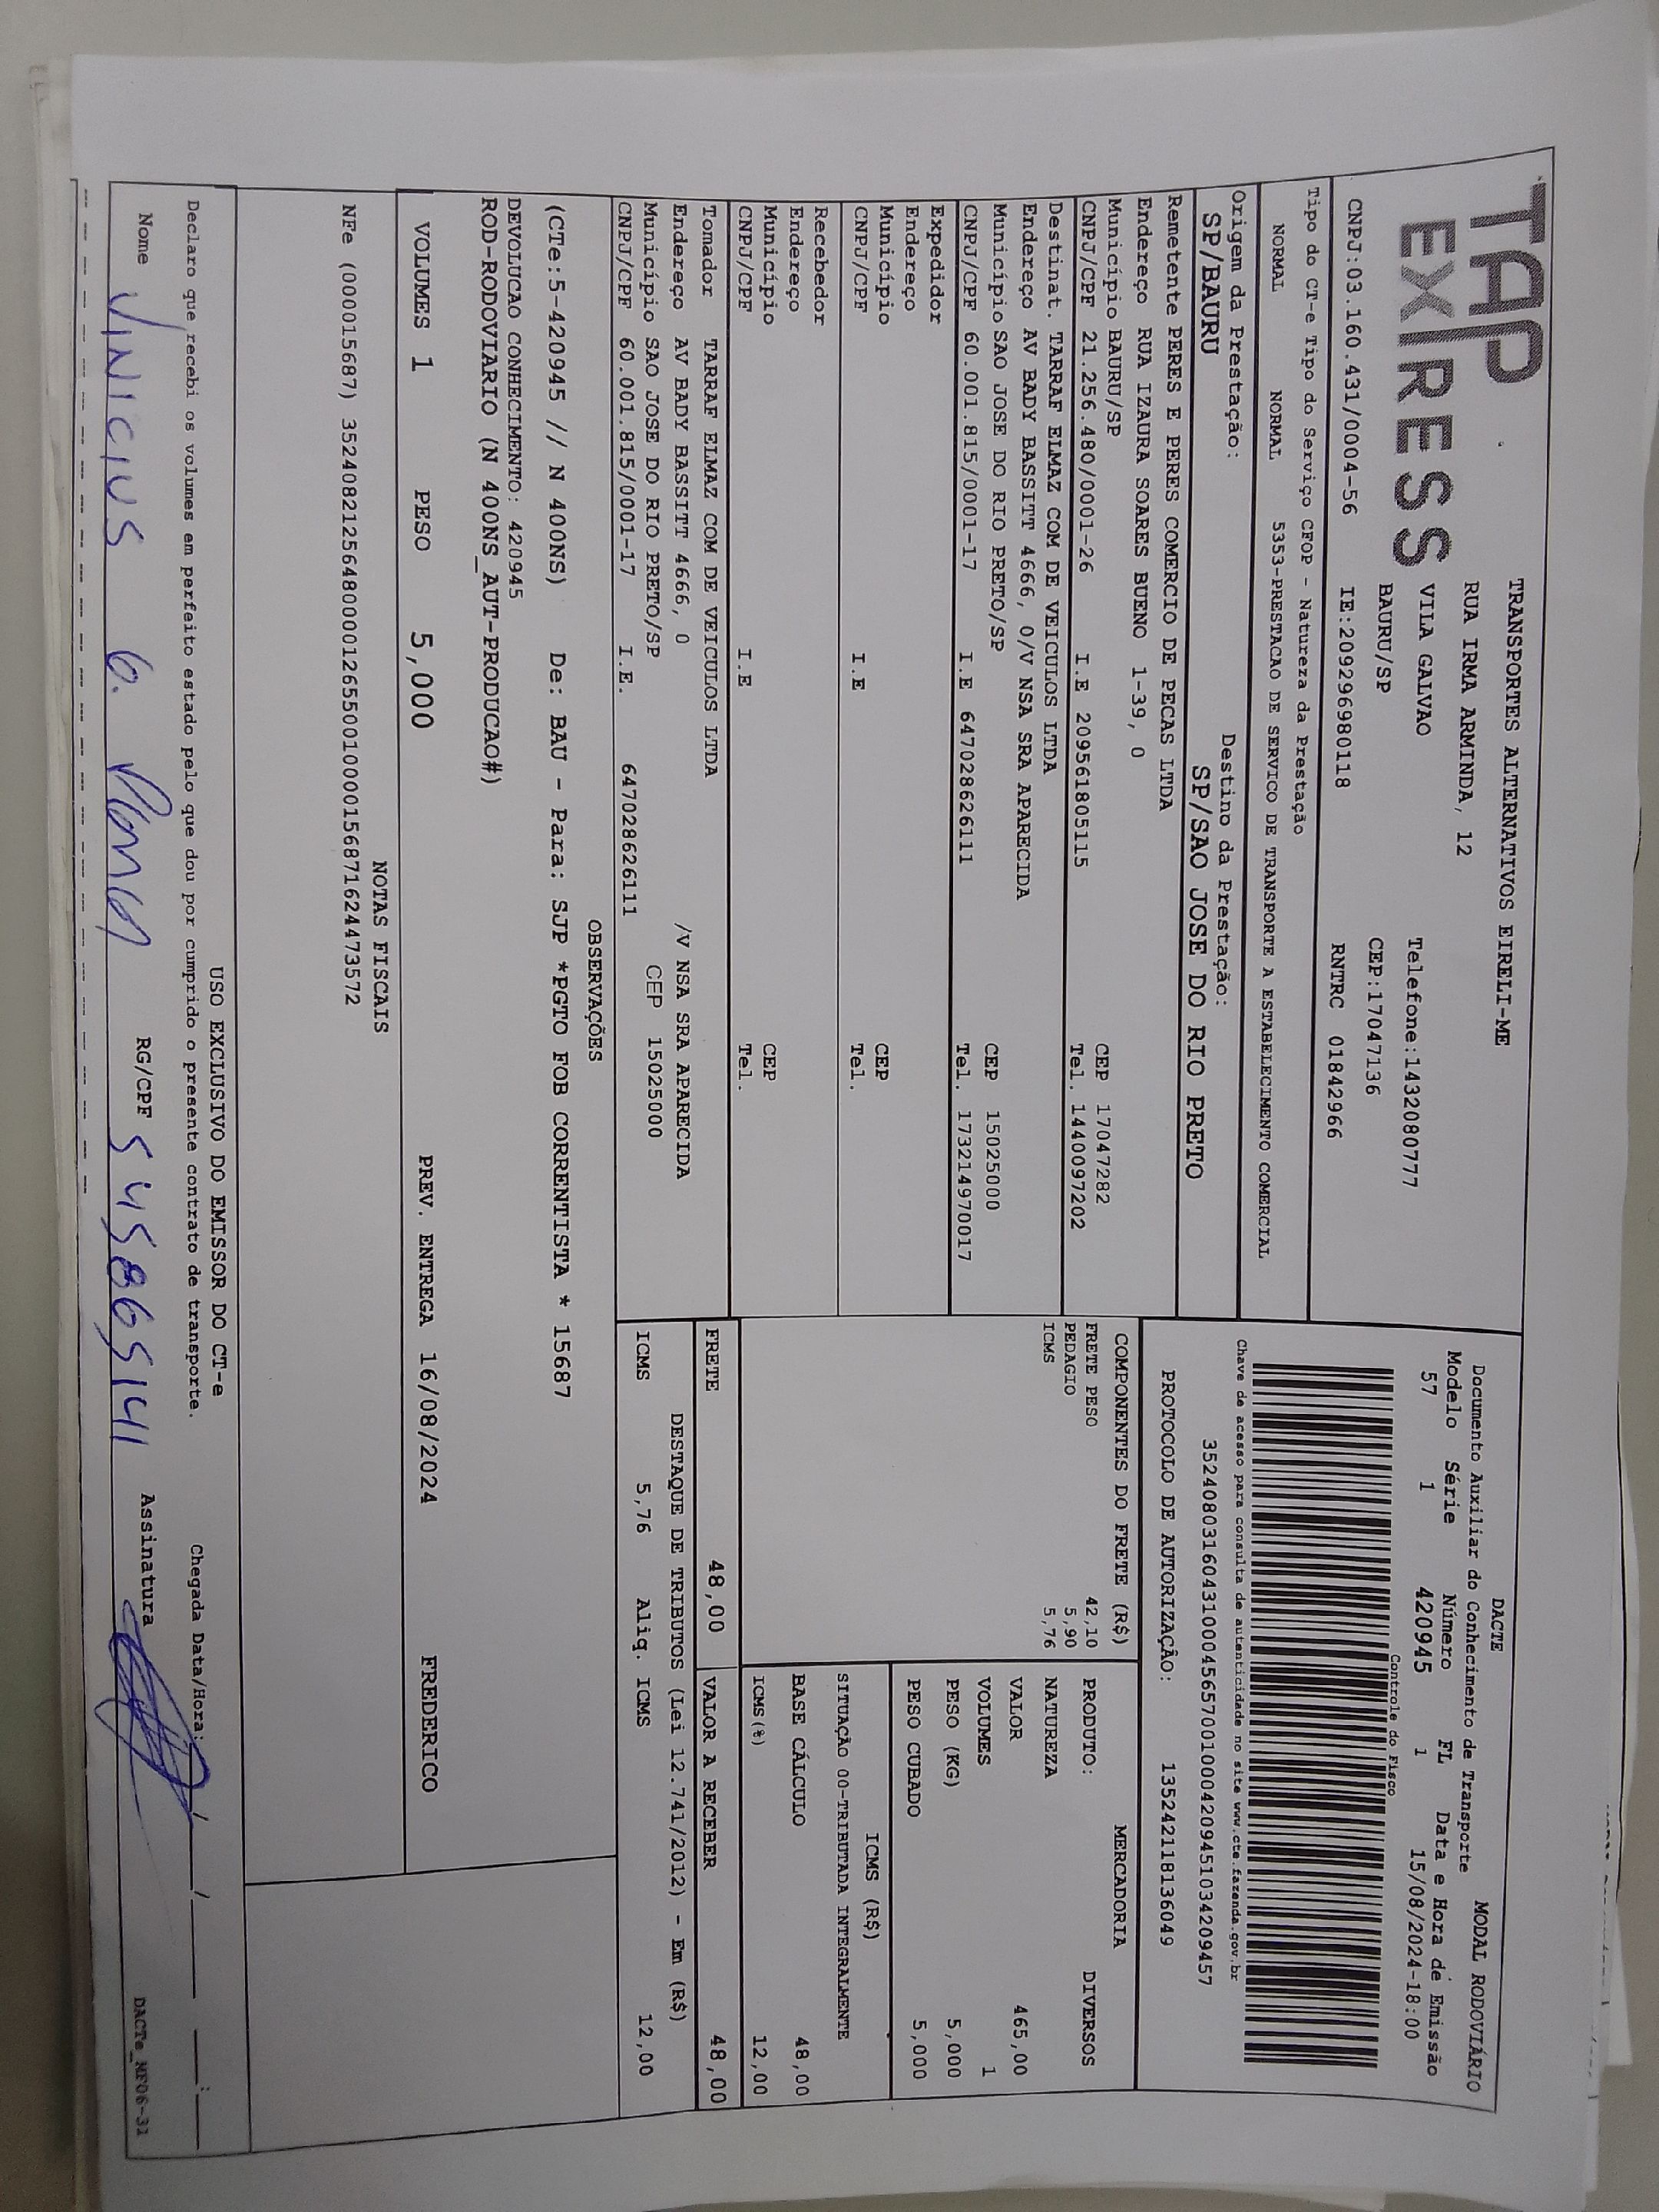 TAP
EXPRESS
TRANSPORTES ALTERNATIVOS EIRELI-ME
RUA IRMA ARMINDA, 12
VILA GALVAO Telefone:1432080777
BAURU/SP CEP:17047136
CNPJ:03.160.431/0004-56 IE:209296980118 RNTRC 01842966
Tipo do CT-e Tipo do Serviço CFOP - Natureza da Prestação
NORMAL NORMAL 5353-PRESTACAO DE SERVICO DE TRANSPORTE A ESTABELECIMENTO COMERCIAL
Origem da Prestação: Destino da Prestação:
SP/BAURU SP/SAO JOSE DO RIO PRETO
DACTE MODAL RODOVIÁRIO
Documento Auxiliar do Conhecimento de Transporte
Modelo Série Número FL Data e Hora de Emissão
57 1 420945 1 15/08/2024-18:00
Controle do Fisco
Chave de acesso para consulta de autenticidade no site www.cte.fazenda.gov.br
35240803160431000456570010004209451034209457
PROTOCOLO DE AUTORIZAÇÃO: 135242118136049
Remetente PERES E PERES COMERCIO DE PECAS LTDA
Endereço RUA IZAURA SOARES BUENO 1-39, 0
Município BAURU/SP CEP 17047282
CNPJ/CPF 21.256.480/0001-26 I.E 209561805115 Tel. 1440097202
Destinat. TARRAF ELMAZ COM DE VEICULOS LTDA
Endereço AV BADY BASSITT 4666, 0/V NSA SRA APARECIDA
Município SAO JOSE DO RIO PRETO/SP CEP 15025000
CNPJ/CPF 60.001.815/0001-17 I.E 647028626111 Tel. 17321497​0017
Expedidor
Endereço
Município CEP
CNPJ/CPF I.E Tel.
Recebedor
Endereço
Município CEP
CNPJ/CPF I.E Tel.
Tomador TARRAF ELMAZ COM DE VEICULOS LTDA
Endereço AV BADY BASSITT 4666, 0 /V NSA SRA APARECIDA
Município SAO JOSE DO RIO PRETO/SP CEP 15025000
CNPJ/CPF 60.001.815/0001-17 I.E. 647028626111
COMPONENTES DO FRETE (R$)
FRETE PESO 42,10
PEDAGIO 5,90
ICMS 5,76
MERCADORIA
PRODUTO: DIVERSOS
NATUREZA
VALOR 465,00
VOLUMES 1
PESO (KG) 5,000
PESO CUBADO 5,000
ICMS (R$)
SITUAÇÃO 00-TRIBUTADA INTEGRALMENTE
BASE CÁLCULO 48,00
ICMS(%) 12,00
FRETE 48,00 VALOR A RECEBER 48,00
DESTAQUE DE TRIBUTOS (Lei 12.741/2012) - Em (R$)
ICMS 5,76 Aliq. ICMS 12,00
OBSERVAÇÕES
(CTe:5-420945 // N 400NS) De: BAU - Para: SJP *PGTO FOB CORRENTISTA * 15687
DEVOLUCAO CONHECIMENTO: 420945
ROD-RODOVIARIO (N 400NS_AUT-PRODUCAO#)
VOLUMES 1 PESO 5,000 PREV. ENTREGA 16/08/2024 FREDERICO
NOTAS FISCAIS
NFe (000015687) 35240821256480000126550010000156871624473572
USO EXCLUSIVO DO EMISSOR DO CT-e
Declaro que recebi os volumes em perfeito estado pelo que dou por cumprido o presente contrato de transporte. Chegada Data/Hora: / / :
Nome VINICIUS G. RG/CPF 545865141 Assinatura
DACTe_NF06-31